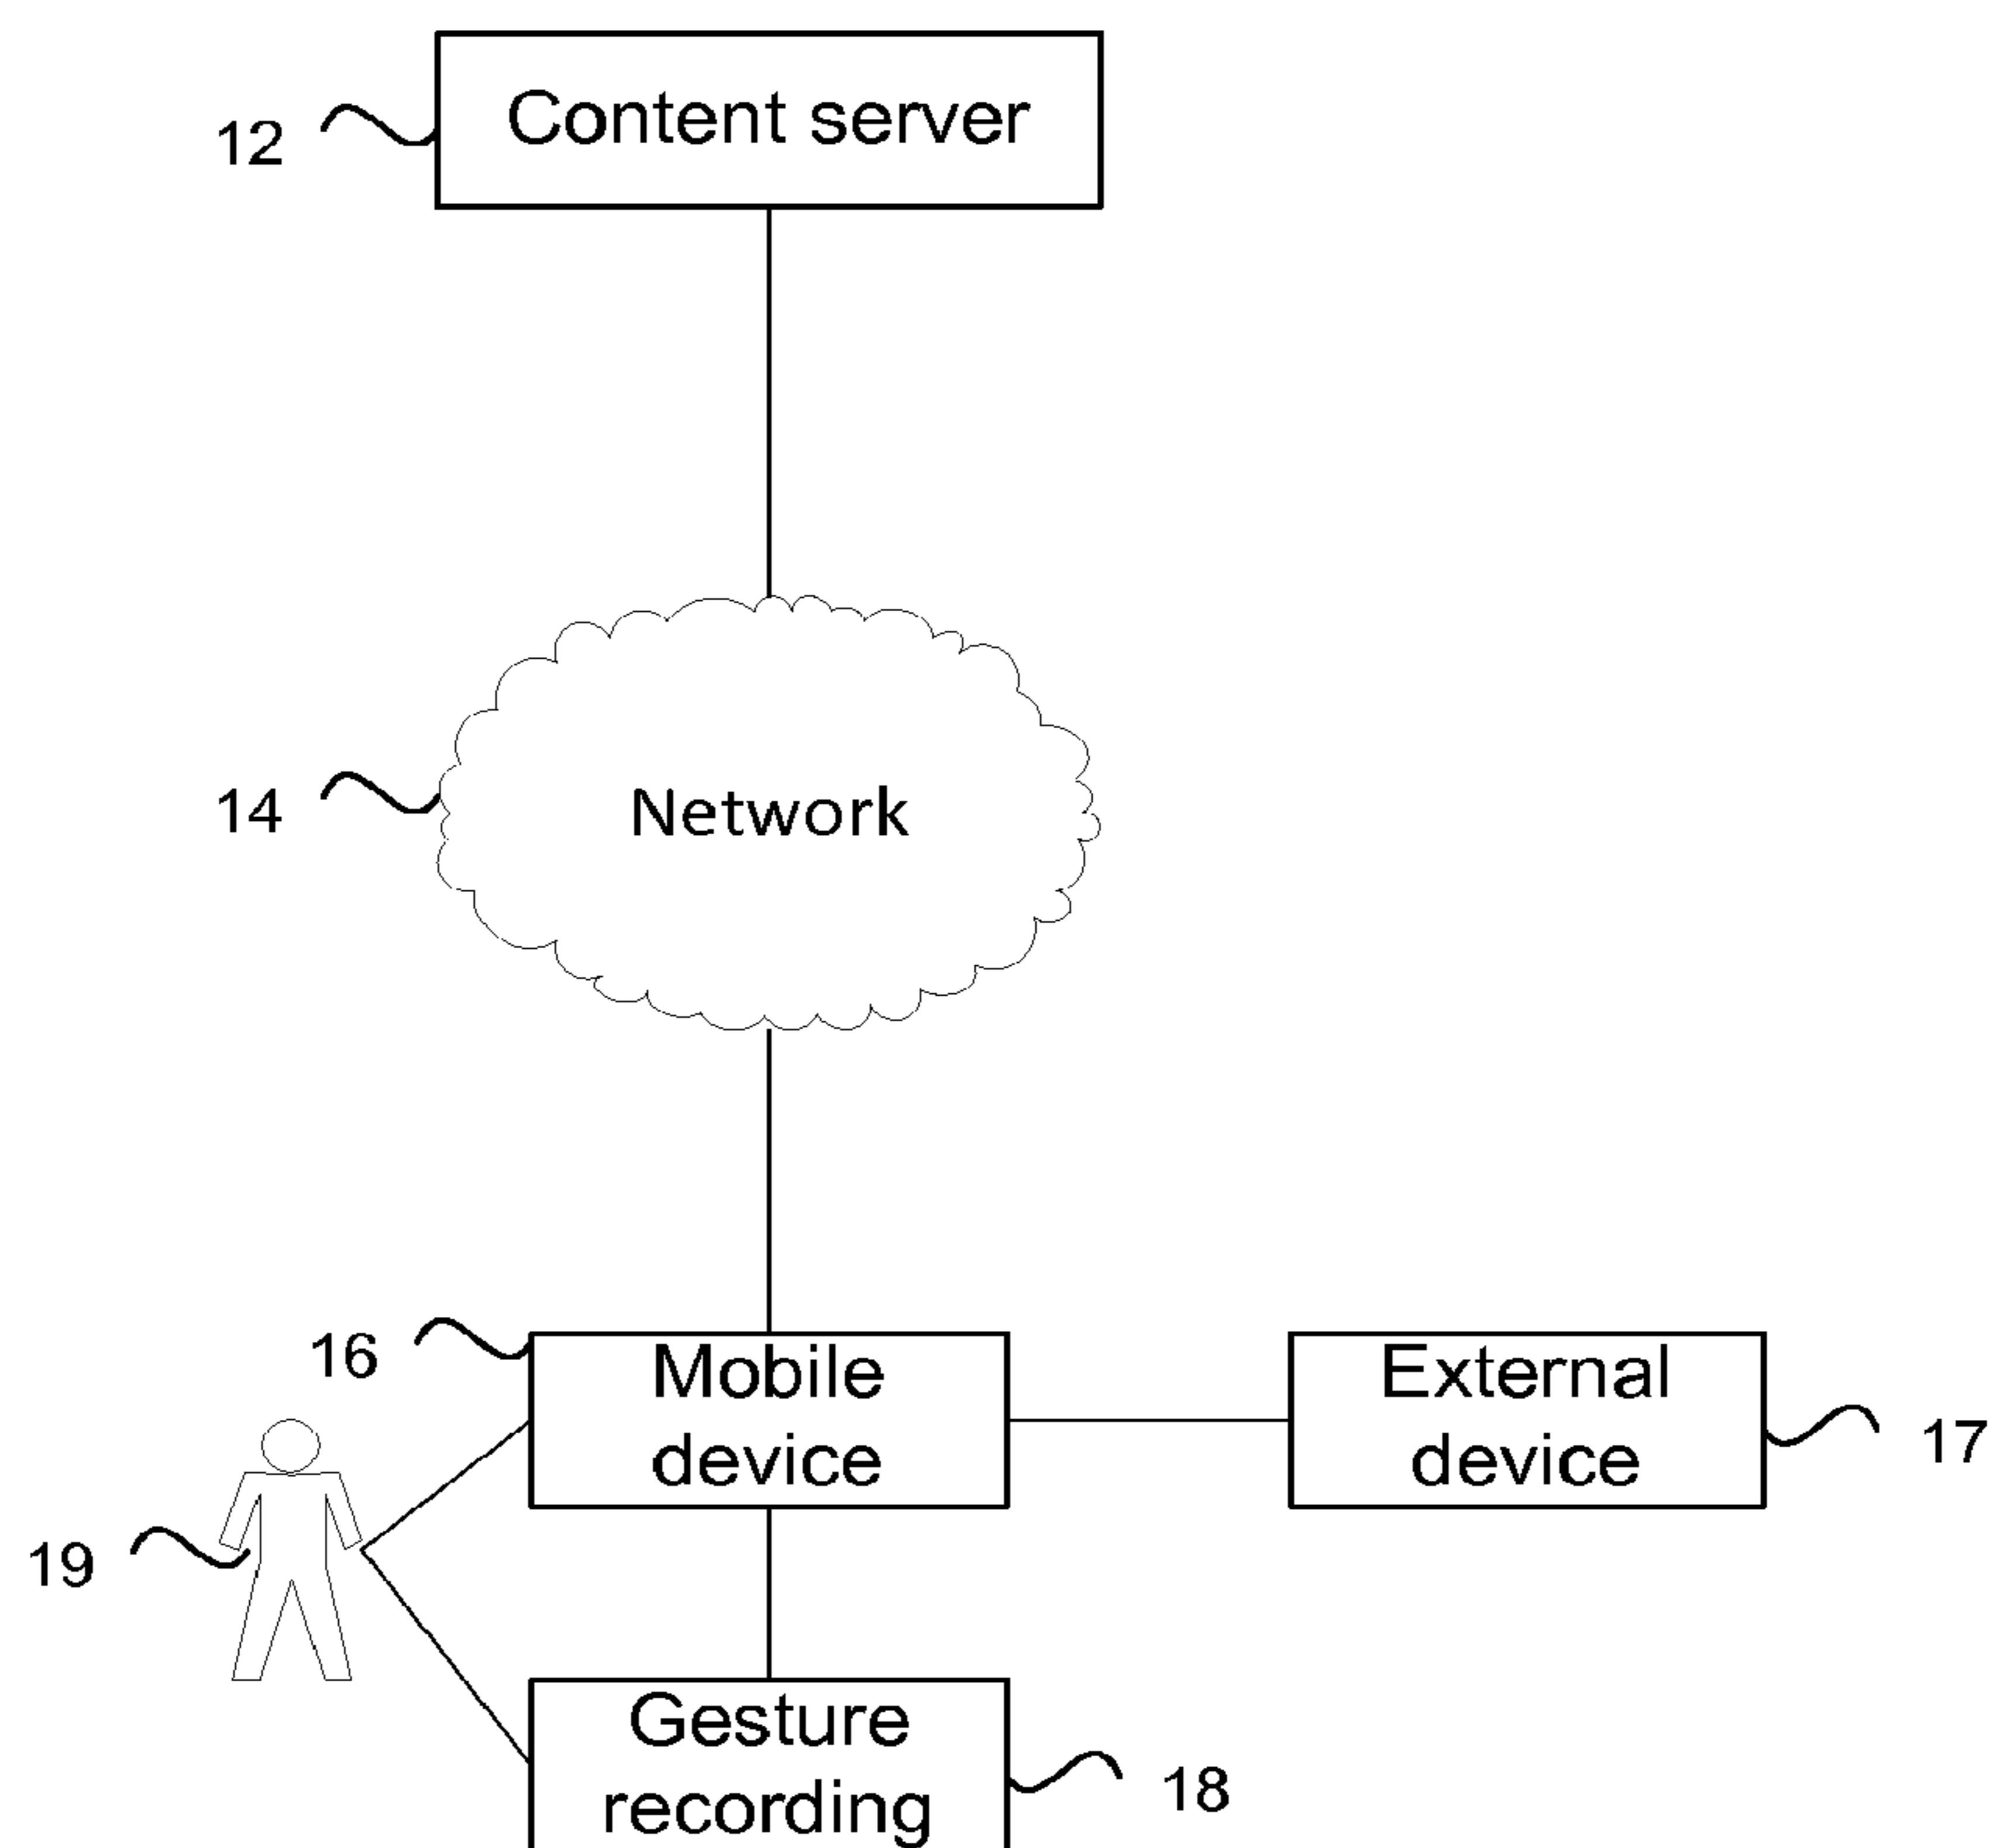 12
Content server
14
Network
16
Mobile
device
External
device
17
19
Gesture
recording
18